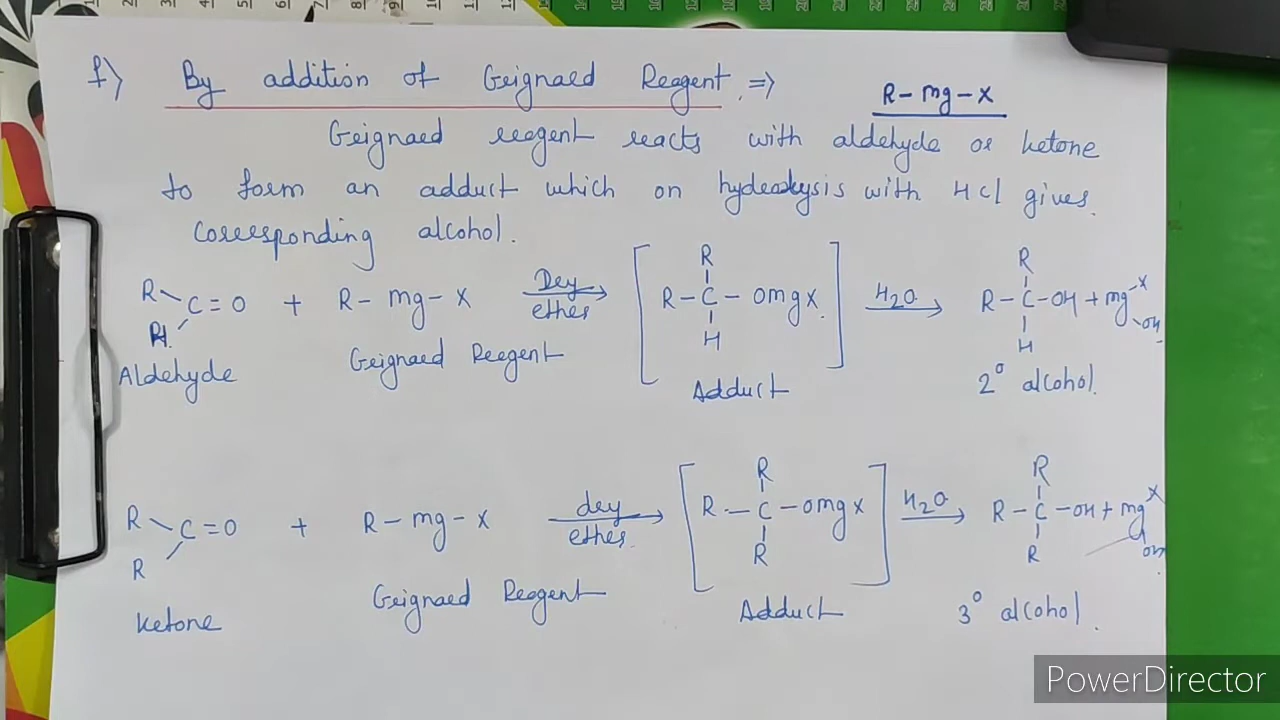 f) By addition of Grignard Reagent ⇒ R-Mg-X
Grignard reagent reacts with aldehyde or ketone
to form an adduct which on hydrolysis with HCl gives
corresponding alcohol.
R
R
R C=O + R-Mg-X Dry ether → [R-C-OMgX] H2O → R-C-OH + Mg X
H
H
H
OH
Aldehyde Grignard Reagent Adduct 2° alcohol.
R
R
R C=O + R-Mg-X dry ether → [R-C-OMgX] H2O → R-C-OH + Mg X
R
R
R
OH
Ketone Grignard Reagent Adduct 3° alcohol.
PowerDirector